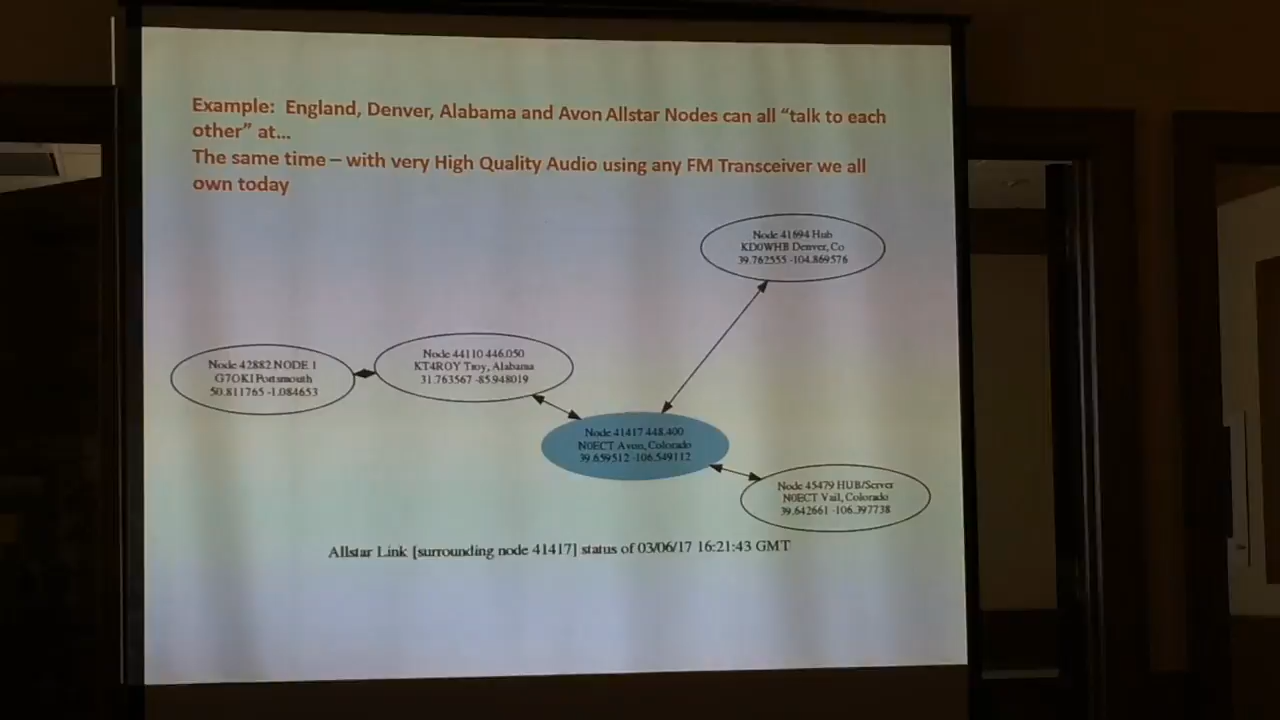 Example: England, Denver, Alabama and Avon Allstar Nodes can all “talk to each
other” at…
The same time – with very High Quality Audio using any FM Transceiver we all
own today
Node 41694 Hub
KD0WHB Denver, Co
39.762555 -104.869576
Node 42882 NODE 1
G7OKI Portsmouth
50.811765 -1.084653
Node 44110 446.050
KT4ROY Troy, Alabama
31.763567 -85.948019
Node 41417 448.400
N0ECT Avon, Colorado
39.659512 -106.549112
Node 45479 HUB/Server
N0ECT Vail, Colorado
39.642661 -106.397738
Allstar Link [surrounding node 41417] status of 03/06/17 16:21:43 GMT